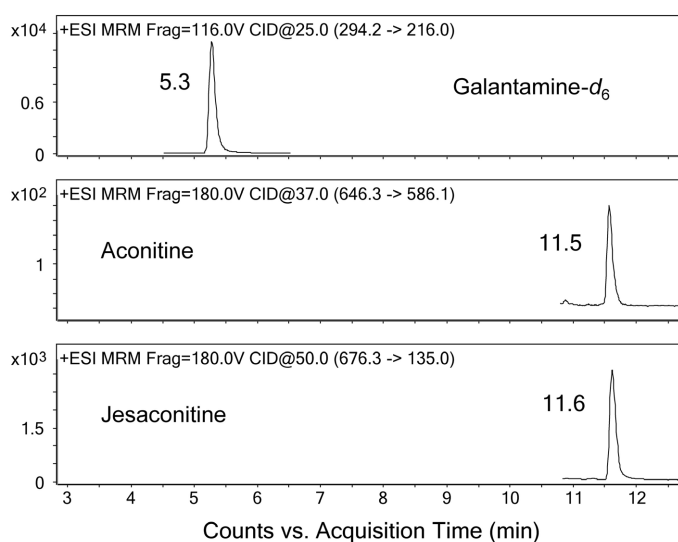 x10⁴ +ESI MRM Frag=116.0V CID@25.0 (294.2 -> 216.0)
5.3 Galantamine-d₆
0.6
0
x10² +ESI MRM Frag=180.0V CID@37.0 (646.3 -> 586.1)
Aconitine 11.5
1
x10³ +ESI MRM Frag=180.0V CID@50.0 (676.3 -> 135.0)
Jesaconitine 11.6
1.5
0
3 4 5 6 7 8 9 10 11 12
Counts vs. Acquisition Time (min)